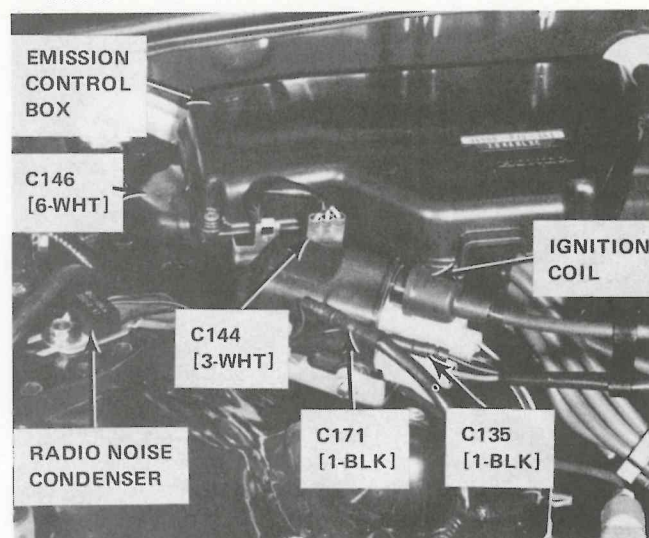 EMISSION
CONTROL
BOX
C146
[6-WHT]
IGNITION
COIL
C144
[3-WHT]
C171
[1-BLK]
C135
[1-BLK]
RADIO NOISE
CONDENSER